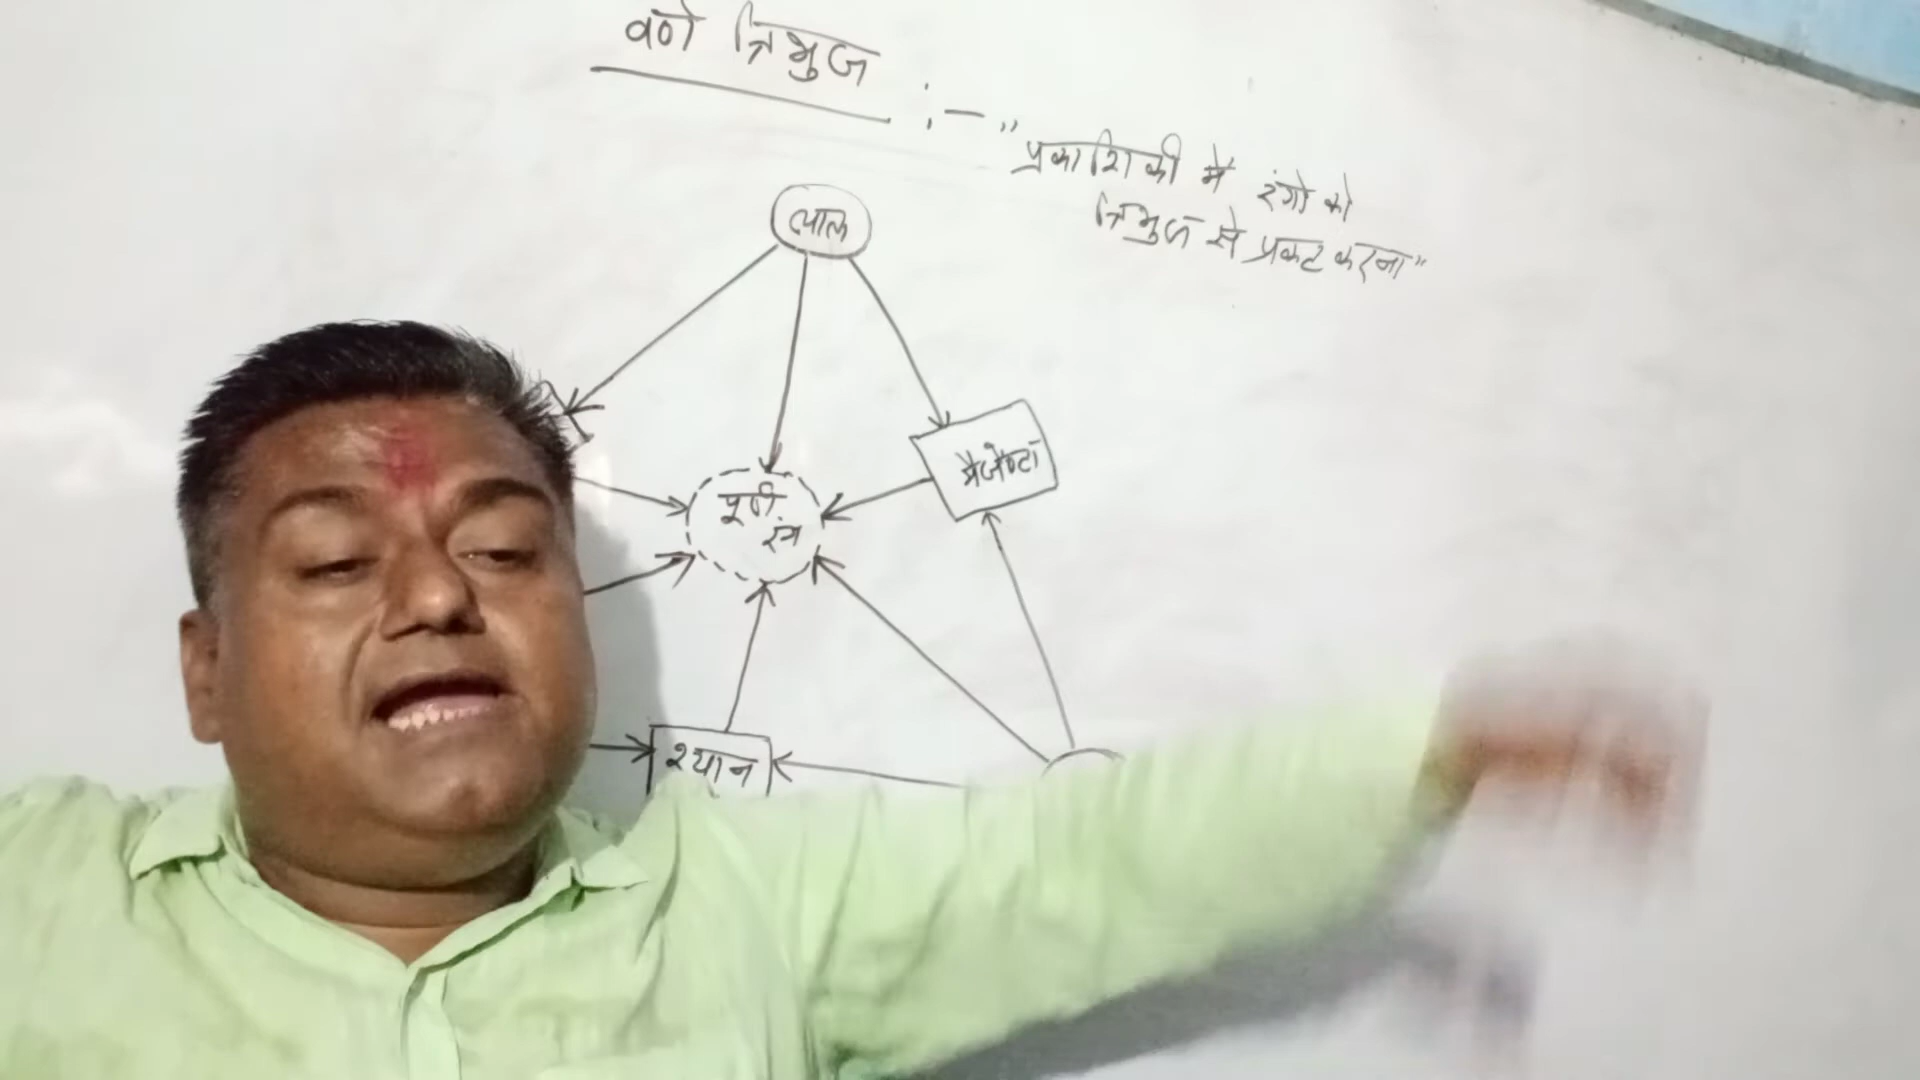 वर्ण त्रिभुज :- "
प्रकाशिकी में रंगो को
त्रिभुज से प्रकट करना"
लाल
मैजेण्टा
पूर्ण
रंग
श्यान